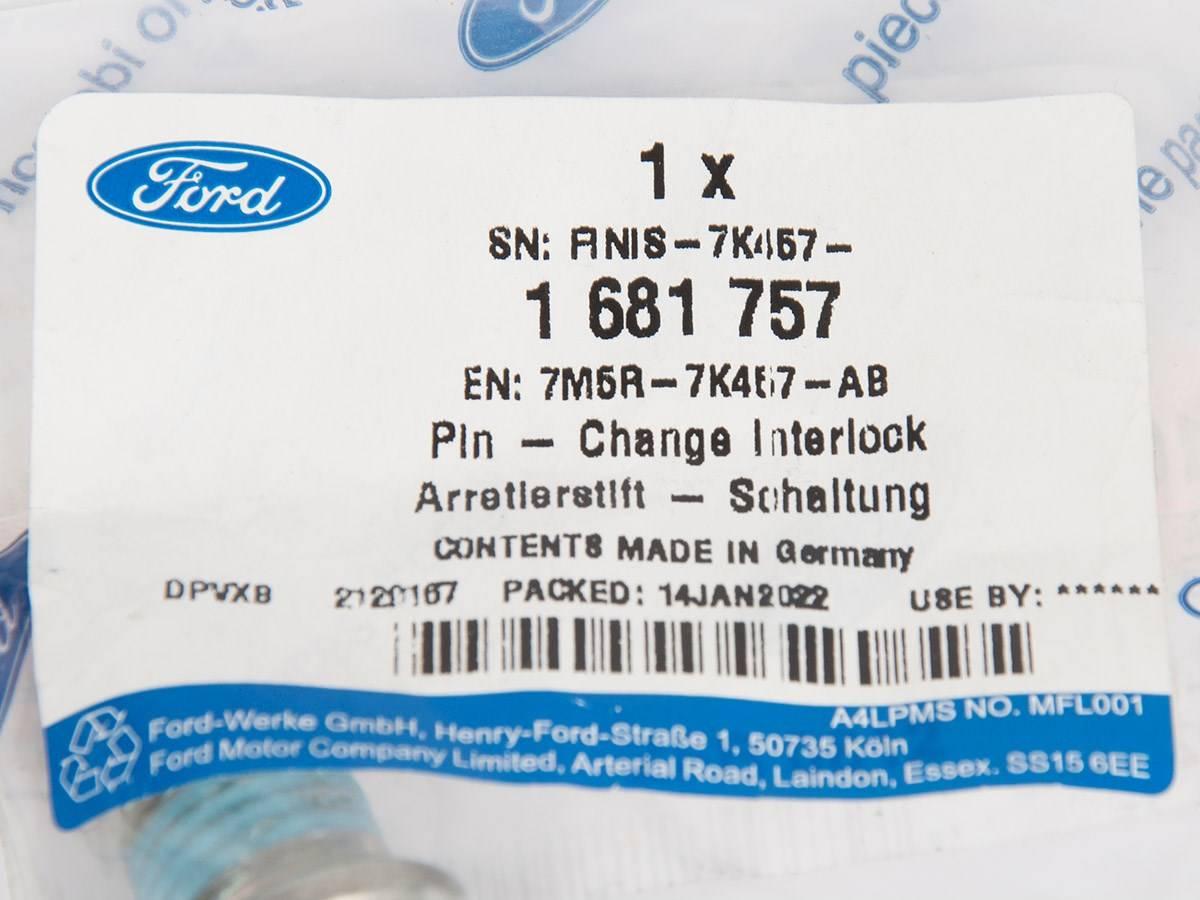 Ford
1 x
SN: FINIS-7K457-
1 681 757
EN: 7M5R-7K457-AB
Pin - Change Interlock
Arretierstift - Schaltung
CONTENTS MADE IN Germany
DPVXB 2120167 PACKED: 14JAN2022 USE BY: ******
A4LPMS NO. MFL001
Ford-Werke GmbH, Henry-Ford-Straße 1, 50735 Köln
Ford Motor Company Limited, Arterial Road, Laindon, Essex. SS15 6EE